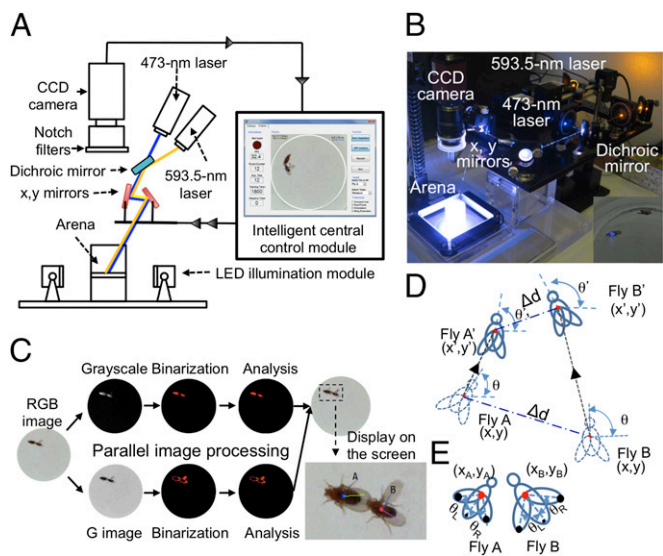 A
473-nm laser
CCD
camera
Notch
filters
Dichroic mirror
593.5-nm
laser
x,y mirrors
Intelligent central
control module
Arena
LED illumination module
B
593.5-nm laser
CCD
camera
473-nm
laser
x, y
mirrors
Dichroic
mirror
Arena
C
Grayscale Binarization Analysis
RGB
image
Parallel image processing
Display on
the screen
G image Binarization Analysis
A
B
D
θ'
Δd
θ'
Fly B'
(x',y')
Fly A'
(x',y')
θ
Δd
θ
Fly A
(x,y)
Fly B
(x,y)
E
(xA,yA) (xB,yB)
θL
θR
θL
θR
Fly A Fly B